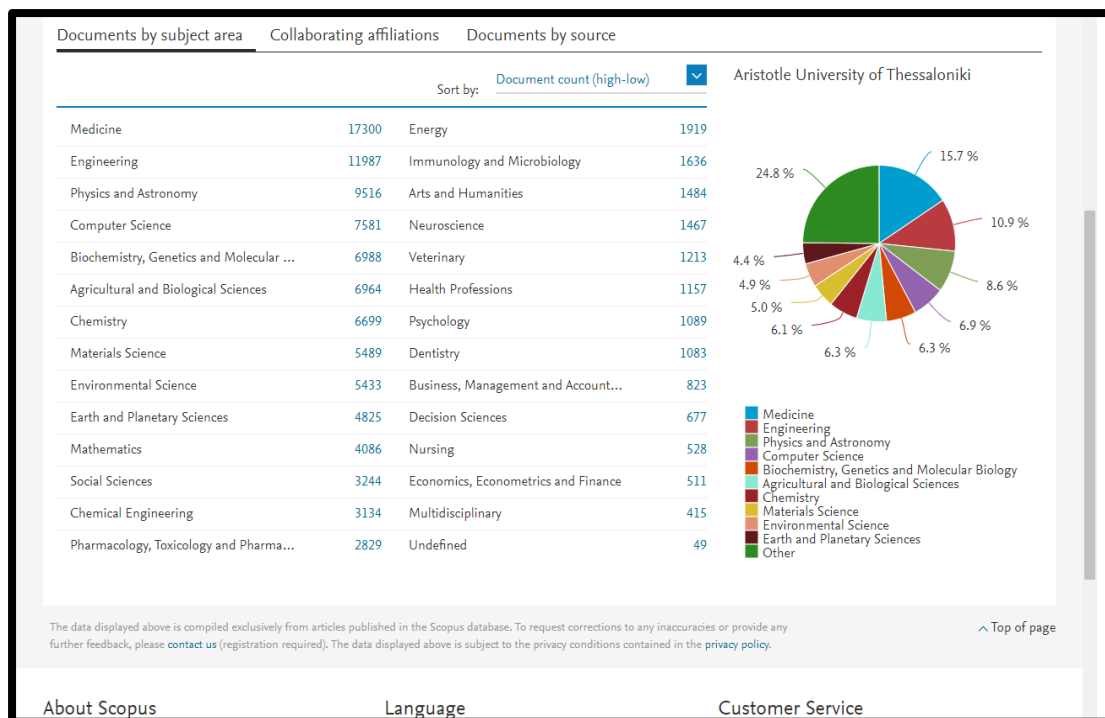 Documents by subject area Collaborating affiliations Documents by source
Sort by: Document count (high-low)
Medicine 17300 Energy 1919
Engineering 11987 Immunology and Microbiology 1636
Physics and Astronomy 9516 Arts and Humanities 1484
Computer Science 7581 Neuroscience 1467
Biochemistry, Genetics and Molecular ... 6988 Veterinary 1213
Agricultural and Biological Sciences 6964 Health Professions 1157
Chemistry 6699 Psychology 1089
Materials Science 5489 Dentistry 1083
Environmental Science 5433 Business, Management and Account... 823
Earth and Planetary Sciences 4825 Decision Sciences 677
Mathematics 4086 Nursing 528
Social Sciences 3244 Economics, Econometrics and Finance 511
Chemical Engineering 3134 Multidisciplinary 415
Pharmacology, Toxicology and Pharma... 2829 Undefined 49
Aristotle University of Thessaloniki
15.7 %
10.9 %
8.6 %
6.9 %
6.3 %
6.3 %
6.1 %
5.0 %
4.9 %
4.4 %
24.8 %
Medicine
Engineering
Physics and Astronomy
Computer Science
Biochemistry, Genetics and Molecular Biology
Agricultural and Biological Sciences
Chemistry
Materials Science
Environmental Science
Earth and Planetary Sciences
Other
The data displayed above is compiled exclusively from articles published in the Scopus database. To request corrections to any inaccuracies or provide any
further feedback, please contact us (registration required). The data displayed above is subject to the privacy conditions contained in the privacy policy.
Top of page
About Scopus Language Customer Service